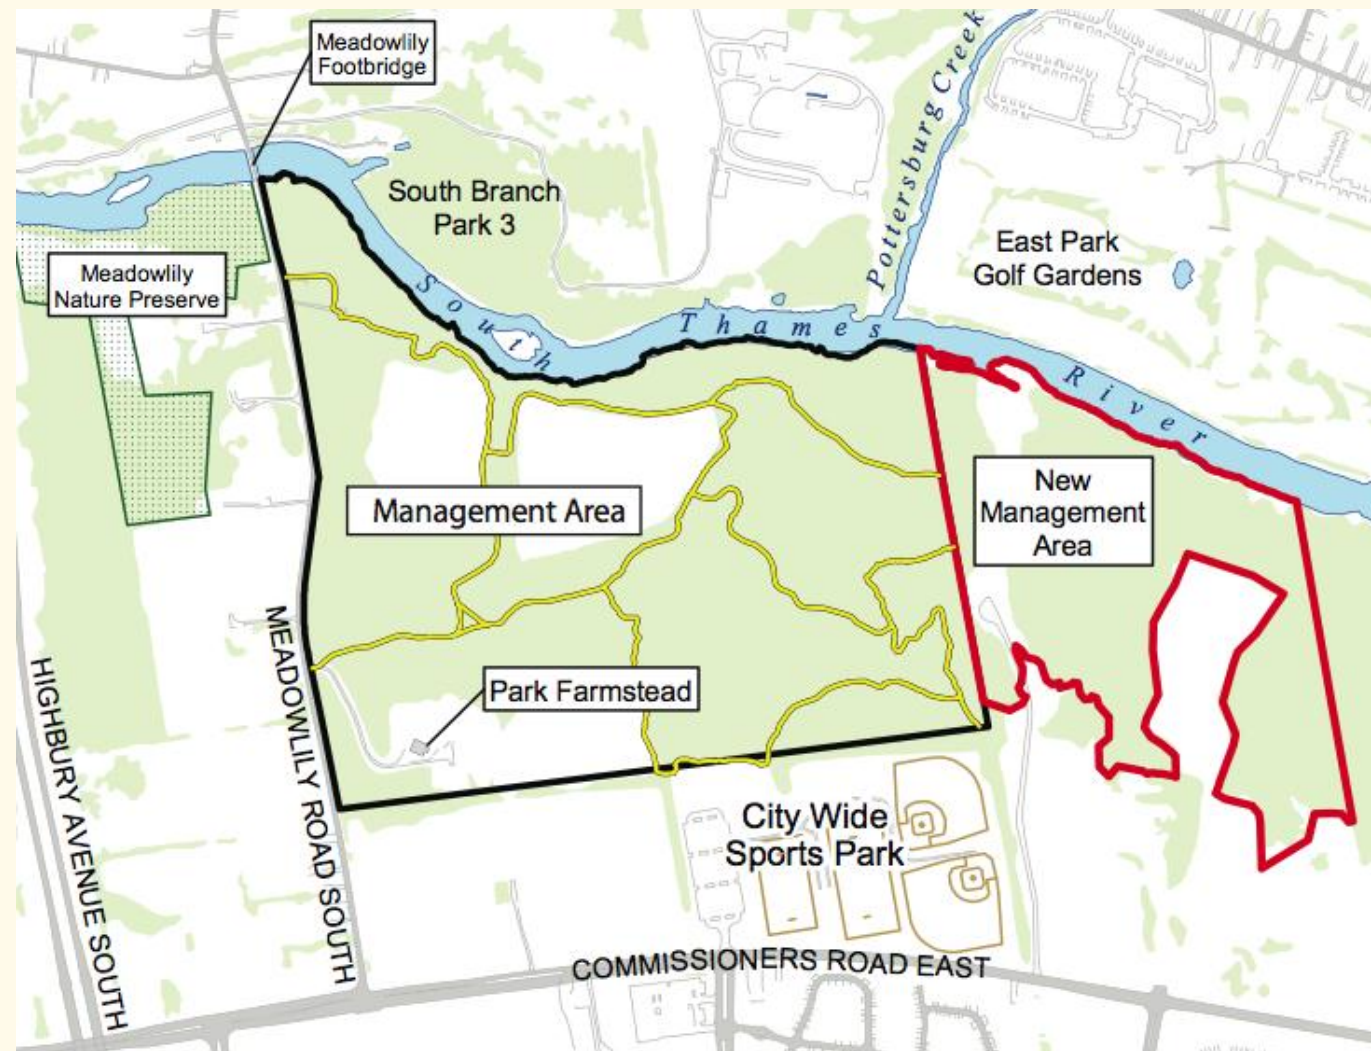 Meadowlily
Footbridge
Pottersburg Creek
South Branch
Park 3
East Park
Golf Gardens
Meadowlily
Nature Preserve
South Thames River
New
Management
Area
Management Area
Park Farmstead
HIGHBURY AVENUE SOUTH
MEADOWLILY ROAD SOUTH
City Wide
Sports Park
COMMISSIONERS ROAD EAST